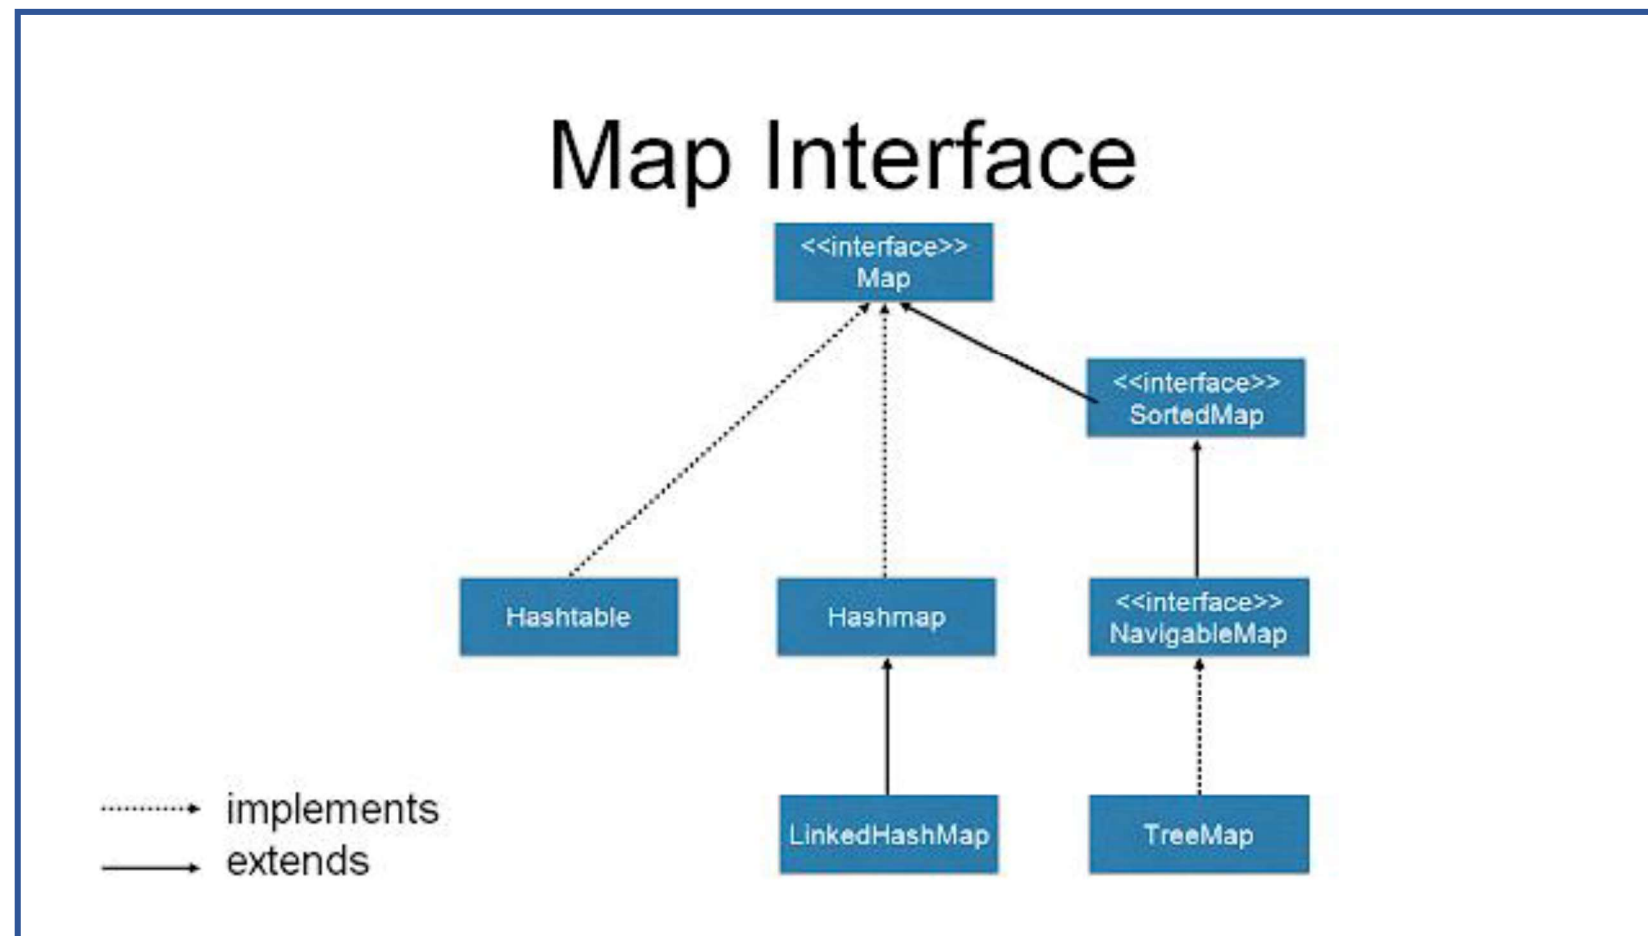 Map Interface
<<interface>>
Map
<<interface>>
SortedMap
Hashtable
Hashmap
<<interface>>
NavigableMap
LinkedHashMap
TreeMap
implements
extends